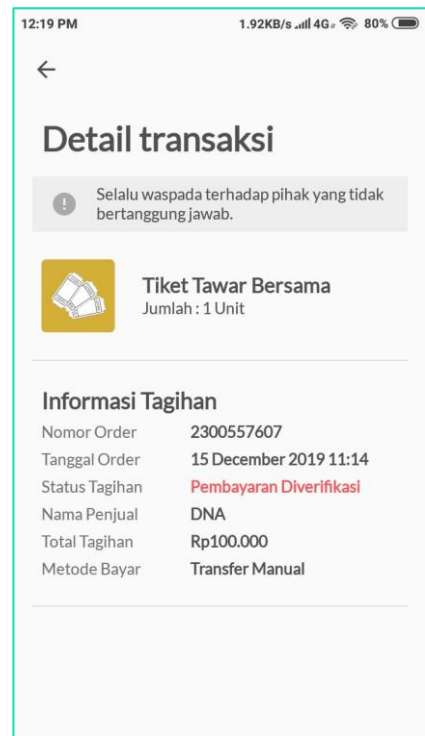 12:19 PM 1.92KB/s 4G 80%
Detail transaksi
Selalu waspada terhadap pihak yang tidak
bertanggung jawab.
Tiket Tawar Bersama
Jumlah : 1 Unit
Informasi Tagihan
Nomor Order 2300557607
Tanggal Order 15 December 2019 11:14
Status Tagihan Pembayaran Diverifikasi
Nama Penjual DNA
Total Tagihan Rp100.000
Metode Bayar Transfer Manual